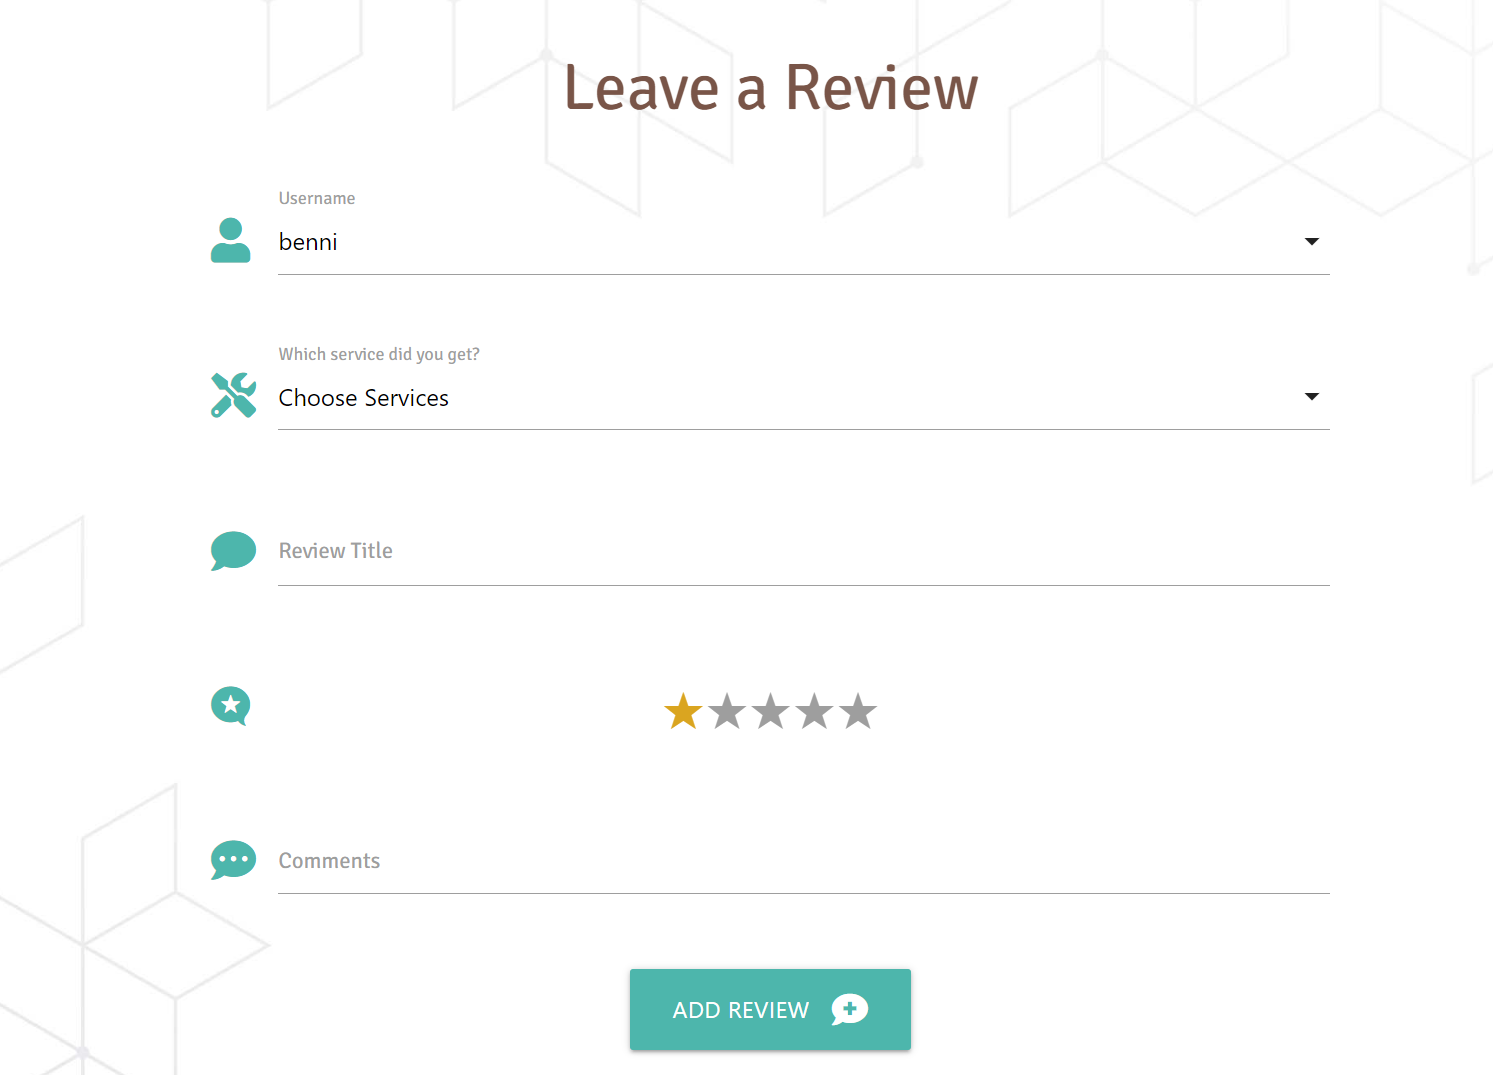 Leave a Review
Username
benni
Which service did you get?
Choose Services
Review Title
Comments
ADD REVIEW